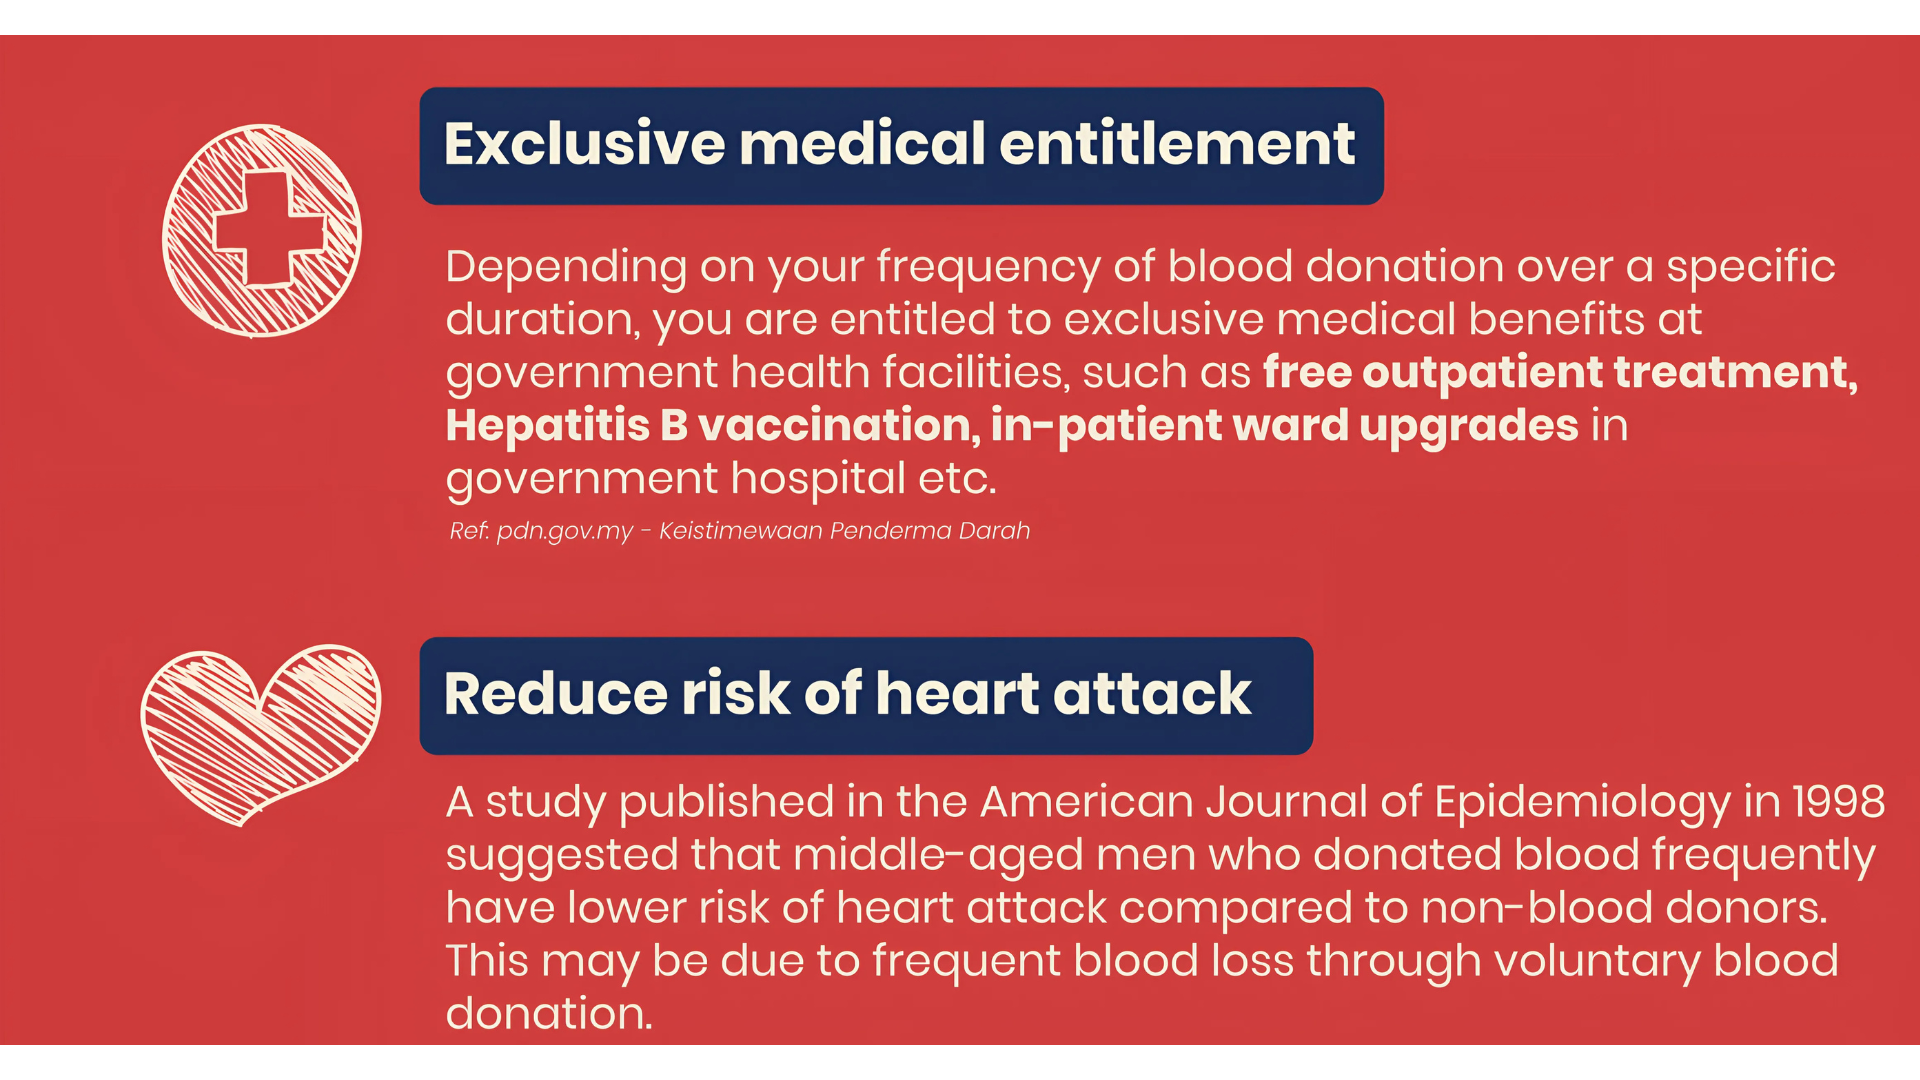 Exclusive medical entitlement
Depending on your frequency of blood donation over a specific
duration, you are entitled to exclusive medical benefits at
government health facilities, such as free outpatient treatment,
Hepatitis B vaccination, in-patient ward upgrades in
government hospital etc.
Ref: pdn.gov.my - Keistimewaan Penderma Darah
Reduce risk of heart attack
A study published in the American Journal of Epidemiology in 1998
suggested that middle-aged men who donated blood frequently
have lower risk of heart attack compared to non-blood donors.
This may be due to frequent blood loss through voluntary blood
donation.